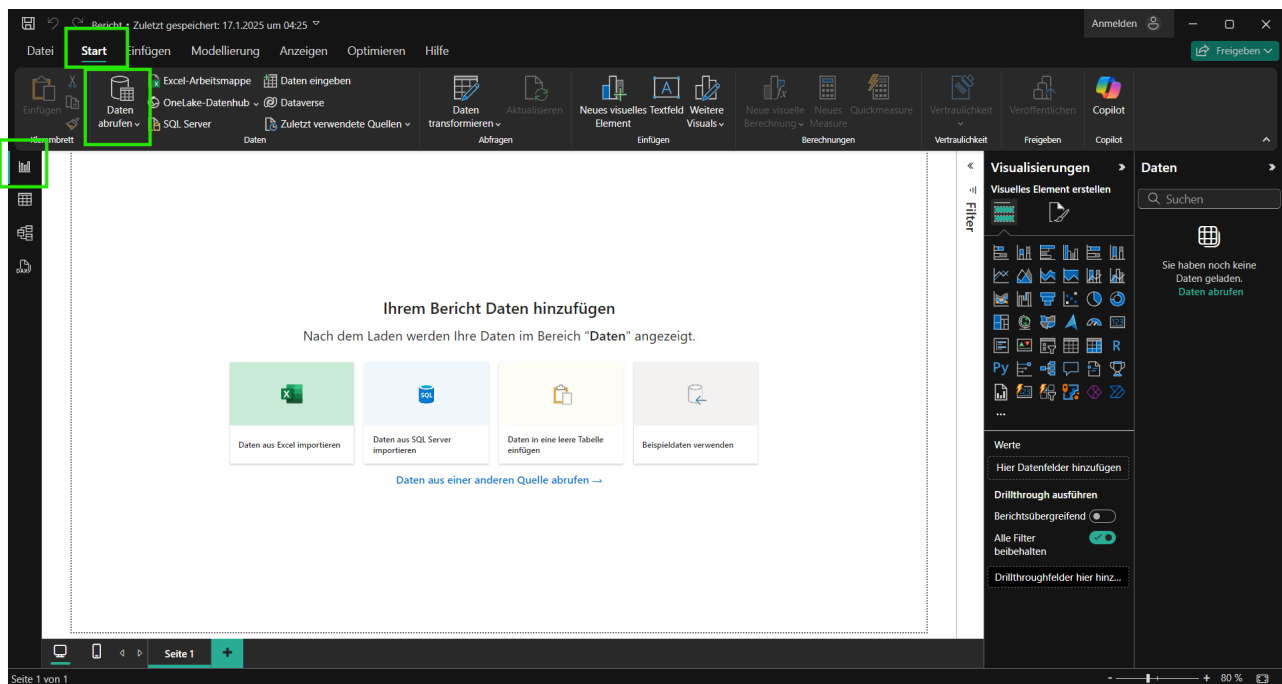 Bericht • Zuletzt gespeichert: 17.1.2025 um 04:25
Anmelden
Datei Start Einfügen Modellierung Anzeigen Optimieren Hilfe
Freigeben
Einfügen
Daten
abrufen
Excel-Arbeitsmappe
OneLake-Datenhub
SQL Server
Daten eingeben
Dataverse
Zuletzt verwendete Quellen
Daten
transformieren
Aktualisieren
Neues visuelles
Element
Textfeld
Weitere
Visuals
Neue visuelle
Berechnung
Neues
Measure
Quickmeasure
Vertraulichkeit
Veröffentlichen
Copilot
Klemmbrett
Daten
Abfragen
Einfügen
Berechnungen
Vertraulichkeit
Freigeben
Copilot
DAX
Ihrem Bericht Daten hinzufügen
Nach dem Laden werden Ihre Daten im Bereich "Daten" angezeigt.
SQL
Daten aus Excel importieren
Daten aus SQL Server
importieren
Daten in eine leere Tabelle
einfügen
Beispieldaten verwenden
Daten aus einer anderen Quelle abrufen →
Filter
Visualisierungen
Visuelles Element erstellen
123
R
Py
123
...
Werte
Hier Datenfelder hinzufügen
Drillthrough ausführen
Berichtsübergreifend
Alle Filter
beibehalten
Drillthroughfelder hier hinz...
Daten
Suchen
Sie haben noch keine
Daten geladen.
Daten abrufen
Seite 1
+
Seite 1 von 1
- + 80 %